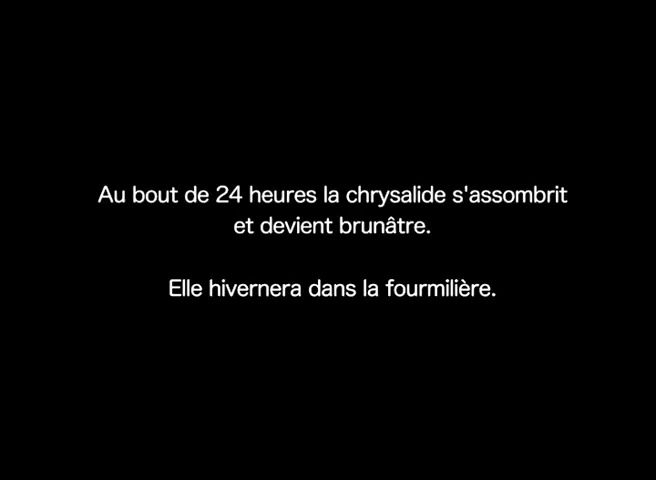 Au bout de 24 heures la chrysalide s'assombrit
et devient brunâtre.
Elle hivernera dans la fourmilière.